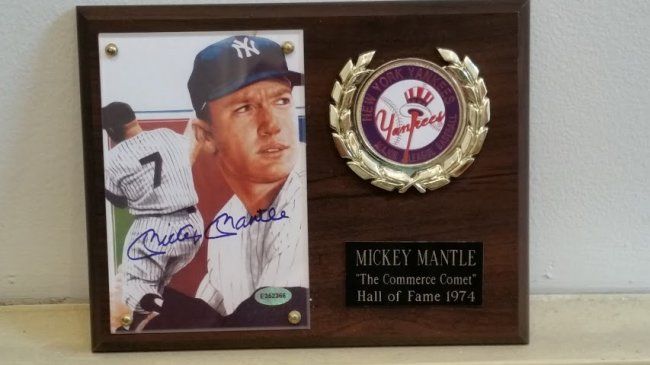 NY
7
Mickey Mantle
E262366
NEW YORK YANKEES
Yankees
MICKEY MANTLE
"The Commerce Comet"
Hall of Fame 1974